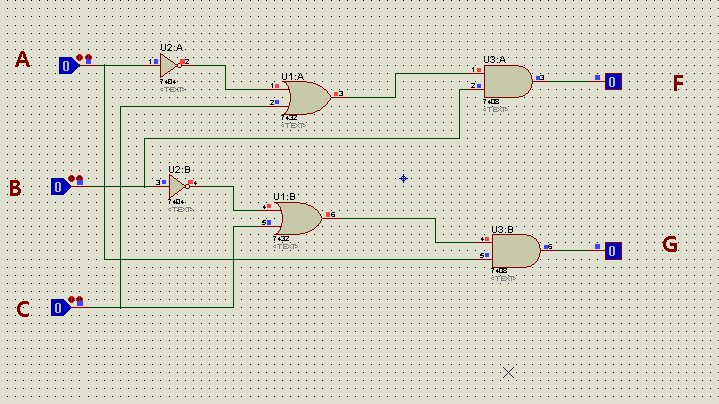 A
0
1
U2:A
2
7404
<TEXT>
1
2
U1:A
3
7432
<TEXT>
1
2
U3:A
3
7408
<TEXT>
0
F
B
0
3
U2:B
4
7404
<TEXT>
4
5
U1:B
6
7432
<TEXT>
4
5
U3:B
6
7408
<TEXT>
0
G
C
0